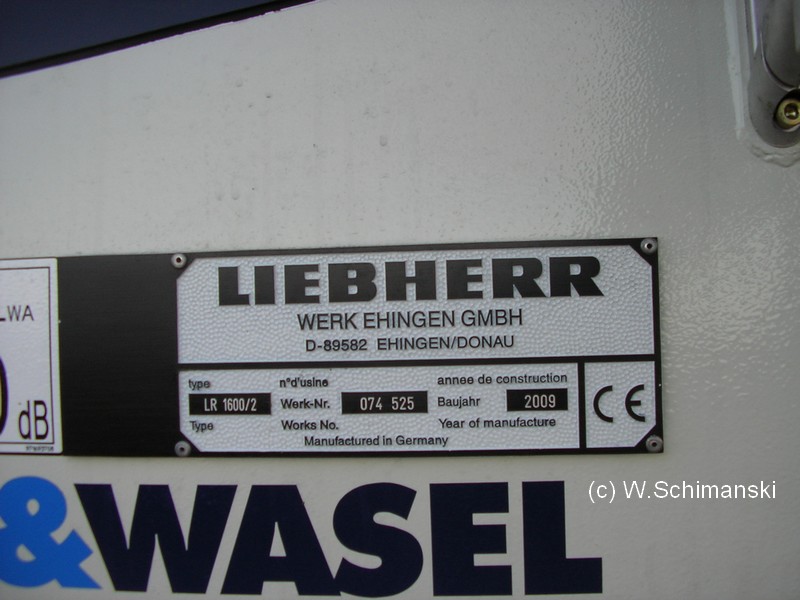 LIEBHERR
WERK EHINGEN GMBH
D-89582 EHINGEN/DONAU
type n°d'usine annee de construction
LR 1600/2 Werk-Nr. 074 525 Baujahr 2009
Type Works No. Year of manufacture
Manufactured in Germany
CE
LWA
dB
&WASEL
(c) W.Schimanski